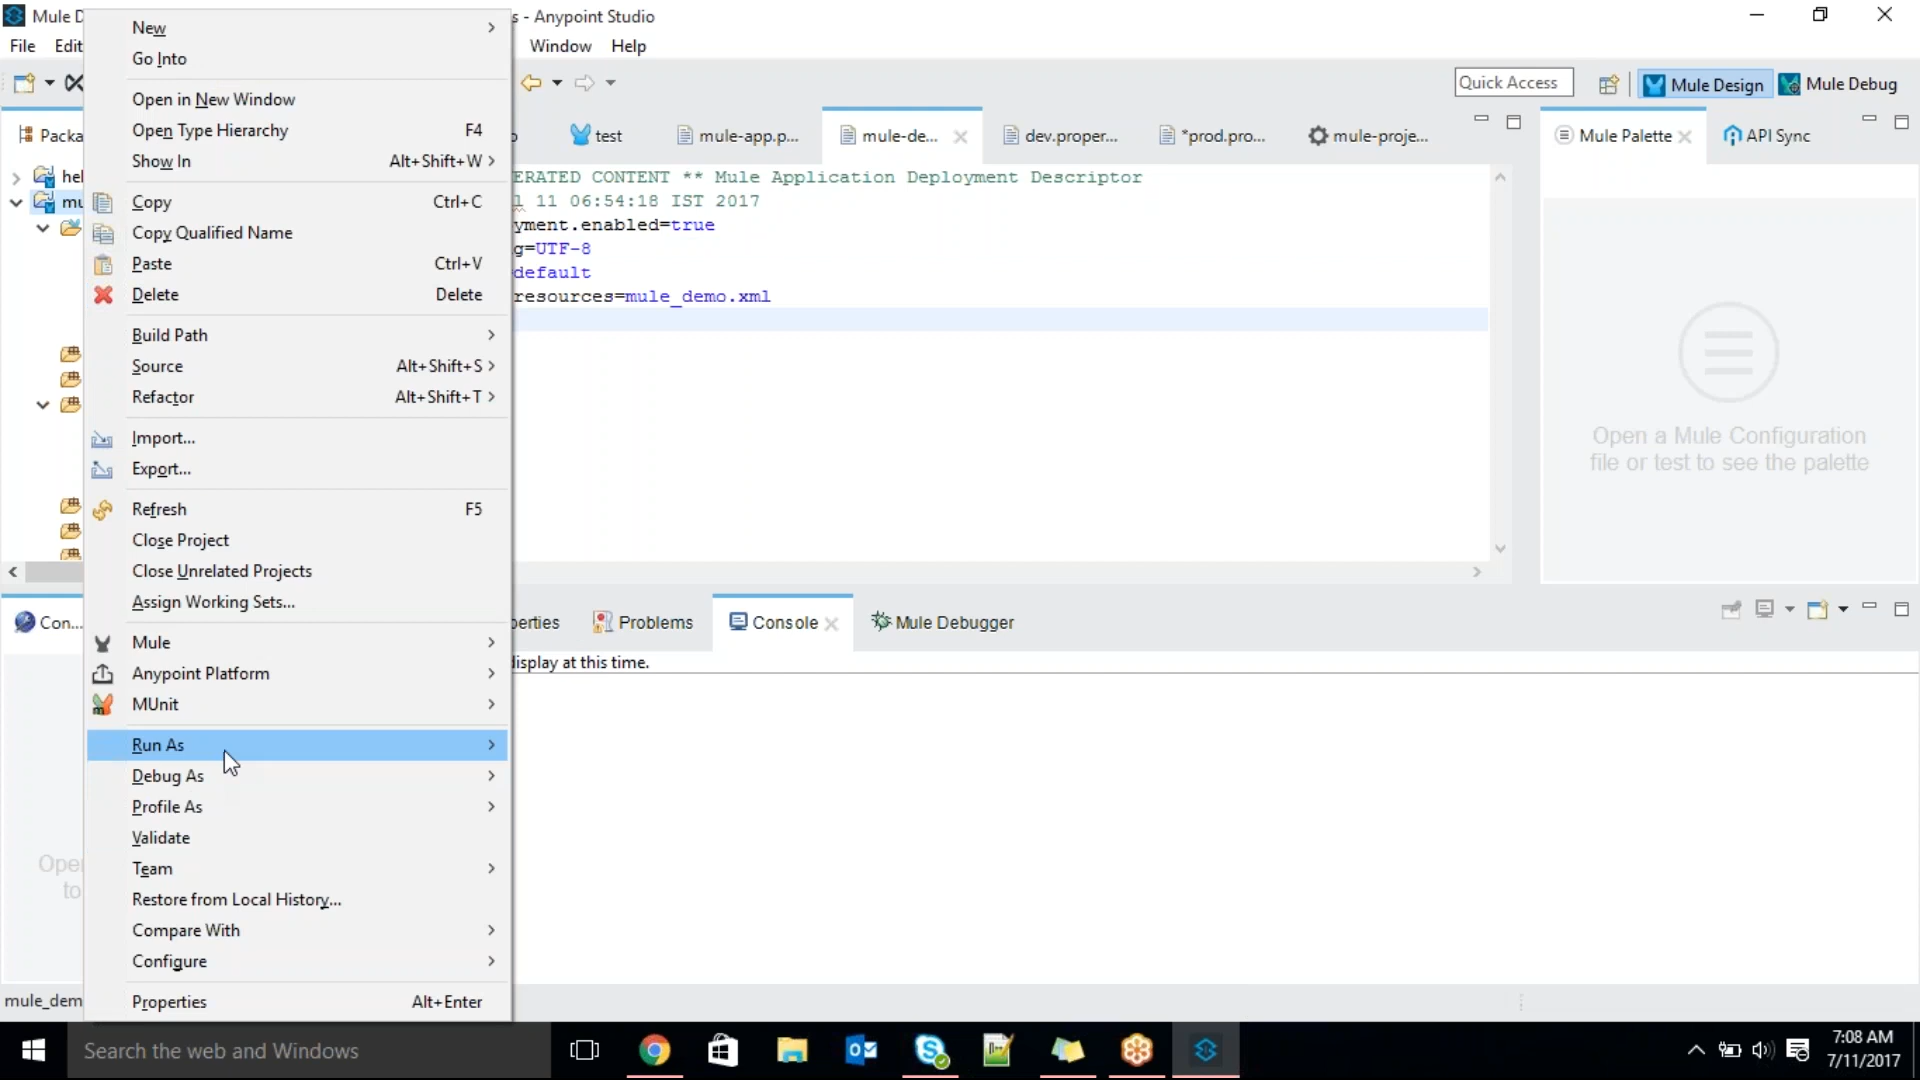 Mule D
s - Anypoint Studio
File Edit Window Help
Quick Access
Mule Design
Mule Debug
Packa
test
mule-app.p...
mule-de...
dev.proper...
*prod.pro...
mule-proje...
Mule Palette
API Sync
hel
mu
ERATED CONTENT ** Mule Application Deployment Descriptor
l 11 06:54:18 IST 2017
yment.enabled=true
g=UTF-8
default
resources=mule_demo.xml
New
Go Into
Open in New Window
Open Type Hierarchy F4
Show In Alt+Shift+W
Copy Ctrl+C
Copy Qualified Name
Paste Ctrl+V
Delete Delete
Build Path
Source Alt+Shift+S
Refactor Alt+Shift+T
Import...
Export...
Refresh F5
Close Project
Close Unrelated Projects
Assign Working Sets...
Mule
Anypoint Platform
MUnit
Run As
Debug As
Profile As
Validate
Team
Restore from Local History...
Compare With
Configure
Properties Alt+Enter
Open a Mule Configuration
file or test to see the palette
Con...
perties
Problems
Console
Mule Debugger
display at this time.
Ope
to
mule_dem
Search the web and Windows
7:08 AM
7/11/2017